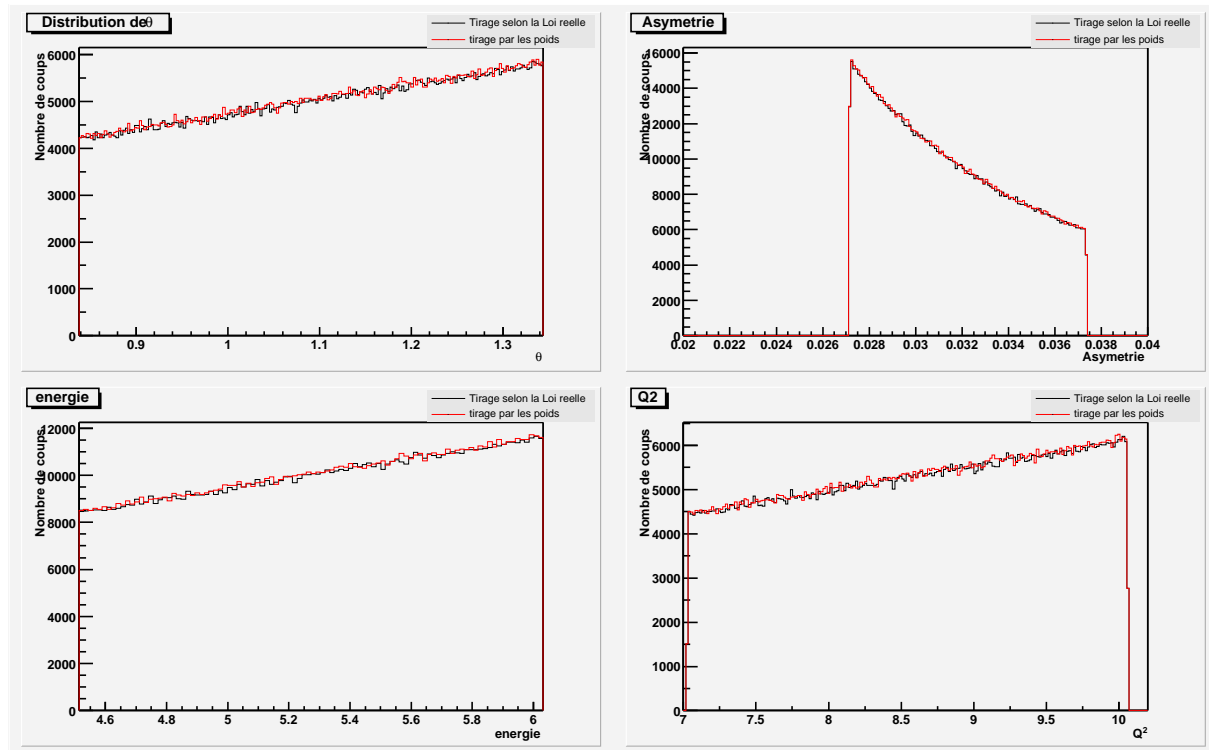 Distribution deθ
Tirage selon la Loi reelle
tirage par les poids
Nombre de coups
6000
5000
4000
3000
2000
1000
0
0.9 1 1.1 1.2 1.3
θ
Asymetrie
Tirage selon la Loi reelle
tirage par les poids
Nombre de coups
16000
14000
12000
10000
8000
6000
4000
2000
0
0.02 0.022 0.024 0.026 0.028 0.03 0.032 0.034 0.036 0.038 0.04
Asymetrie
energie
Tirage selon la Loi reelle
tirage par les poids
Nombre de coups
12000
10000
8000
6000
4000
2000
0
4.6 4.8 5 5.2 5.4 5.6 5.8 6
energie
Q2
Tirage selon la Loi reelle
tirage par les poids
Nombre de coups
6000
5000
4000
3000
2000
1000
0
7 7.5 8 8.5 9 9.5 10
Q²